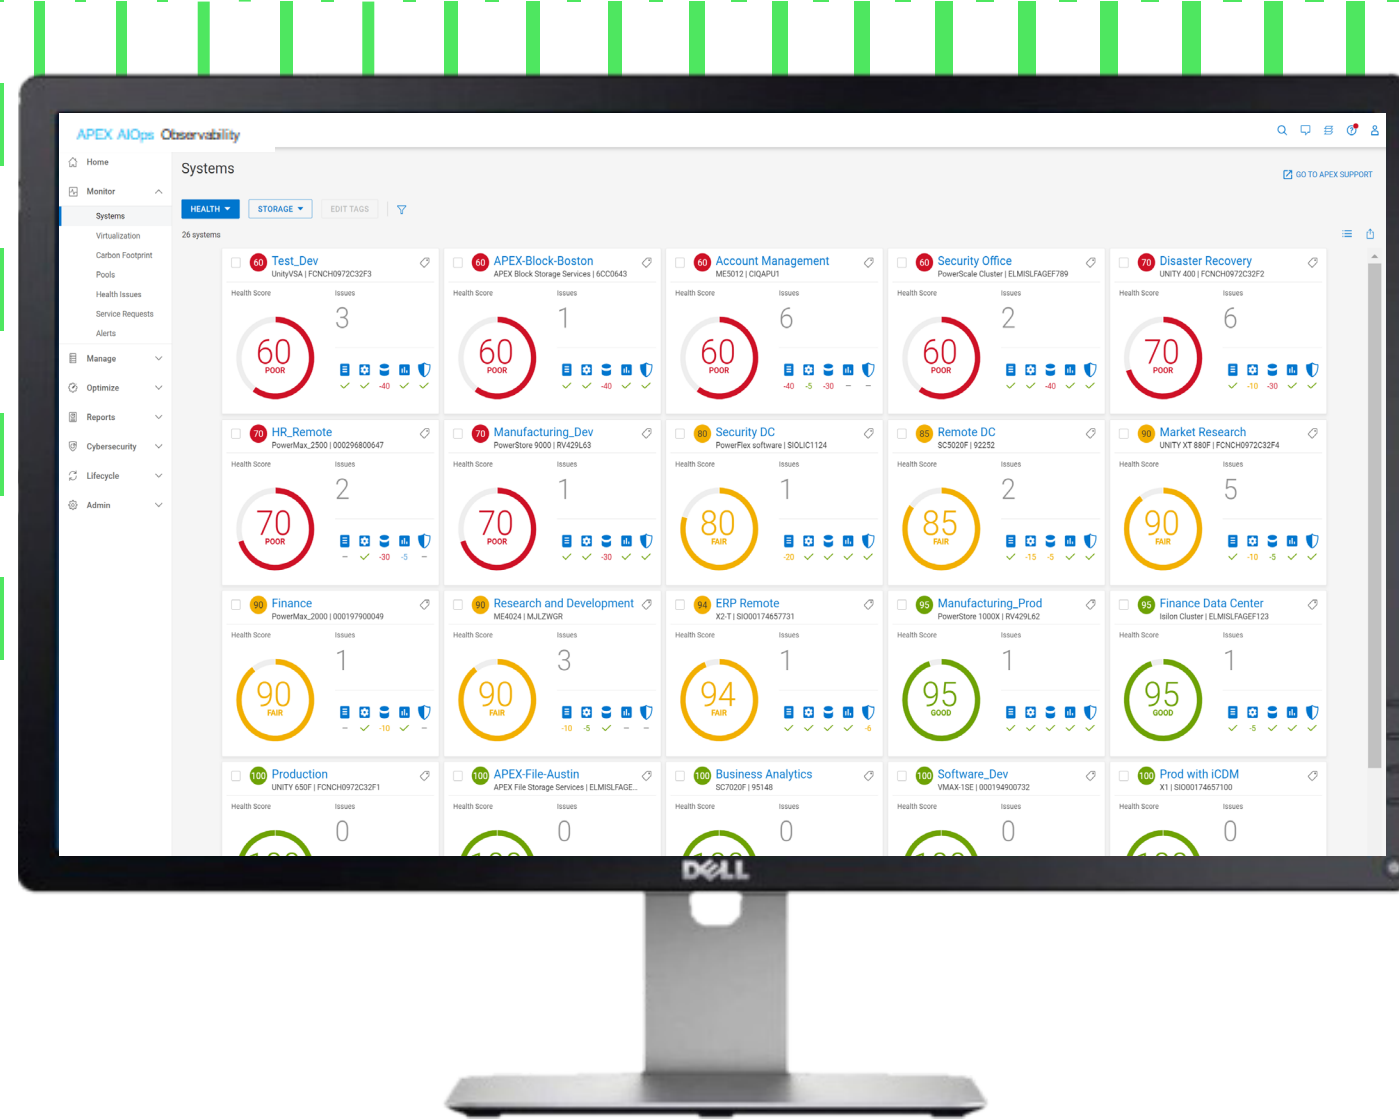 APEX AIOps Observability
Home
Monitor
Systems
Virtualization
Carbon Footprint
Pools
Health Issues
Service Requests
Alerts
Manage
Optimize
Reports
Cybersecurity
Lifecycle
Admin
Systems
GO TO APEX SUPPORT
HEALTH STORAGE EDIT TAGS
26 systems
60 Test_Dev
UnityVSA | FCNCH0972C32F3
Health Score Issues
3
60
POOR
-40
60 APEX-Block-Boston
APEX Block Storage Services | 6CC0643
Health Score Issues
1
60
POOR
-40
60 Account Management
ME5012 | CIQAPU1
Health Score Issues
6
60
POOR
-40 -5 -30 – –
60 Security Office
PowerScale Cluster | ELMISLFAGEF789
Health Score Issues
2
60
POOR
-40
70 Disaster Recovery
UNITY 400 | FCNCH0972C32F2
Health Score Issues
6
70
POOR
-10 -30
70 HR_Remote
PowerMax_2500 | 000296800647
Health Score Issues
2
70
POOR
– -30 -5 –
70 Manufacturing_Dev
PowerStore 9000 | RV429L63
Health Score Issues
1
70
POOR
-30
80 Security DC
PowerFlex software | SIOLIC1124
Health Score Issues
1
80
FAIR
-20
85 Remote DC
SC5020F | 92252
Health Score Issues
2
85
FAIR
-15 -5
90 Market Research
UNITY XT 880F | FCNCH0972C32F4
Health Score Issues
5
90
FAIR
-10 -5
90 Finance
PowerMax_2000 | 000197900049
Health Score Issues
1
90
FAIR
– -10 –
90 Research and Development
ME4024 | MJLZWGR
Health Score Issues
3
90
FAIR
-10 -5 – –
94 ERP Remote
X2-T | SIO00174657731
Health Score Issues
1
94
FAIR
-6
95 Manufacturing_Prod
PowerStore 1000X | RV429L62
Health Score Issues
1
95
GOOD
95 Finance Data Center
Isilon Cluster | ELMISLFAGEF123
Health Score Issues
1
95
GOOD
-5
100 Production
UNITY 650F | FCNCH0972C32F1
Health Score Issues
0
100 APEX-File-Austin
APEX File Storage Services | ELMISLFAGE...
Health Score Issues
0
100 Business Analytics
SC7020F | 95148
Health Score Issues
0
100 Software_Dev
VMAX-1SE | 000194900732
Health Score Issues
0
100 Prod with iCDM
X1 | SIO00174657100
Health Score Issues
0
DELL